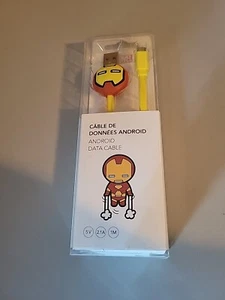 CÂBLE DE
DONNÉES ANDROID
ANDROID
DATA CABLE
5V 2.1A 1M